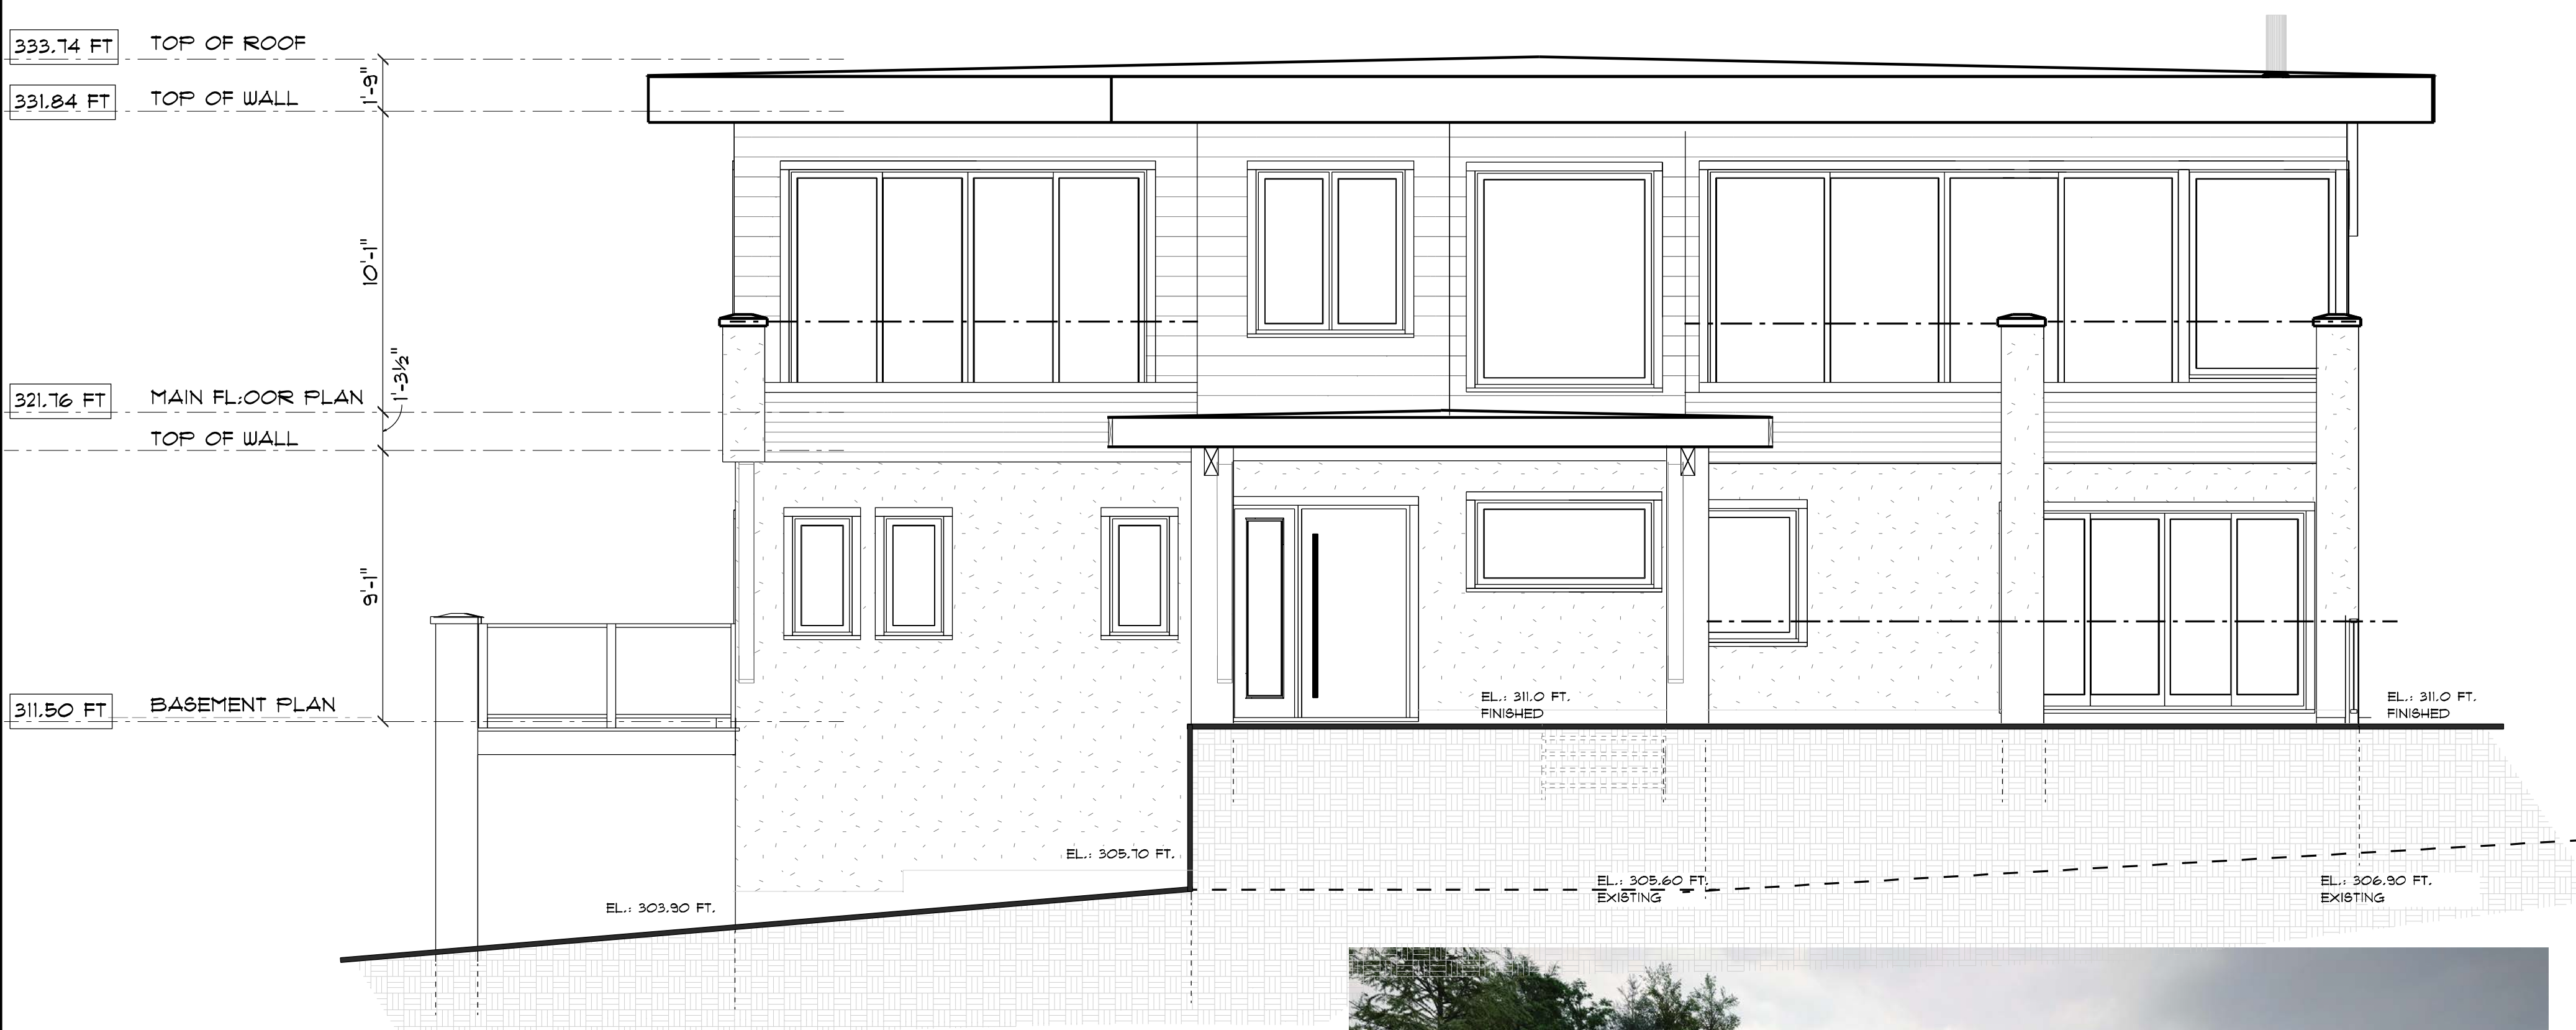 333.74 FT TOP OF ROOF
1'-9"
331.84 FT TOP OF WALL
10'-1"
1'-3½"
321.76 FT MAIN FL:OOR PLAN
TOP OF WALL
9'-1"
311.50 FT BASEMENT PLAN
EL.: 311.0 FT.
FINISHED
EL.: 311.0 FT.
FINISHED
EL.: 305.70 FT.
EL.: 303.90 FT.
EL.: 305.60 FT.
EXISTING
EL.: 306.90 FT.
EXISTING